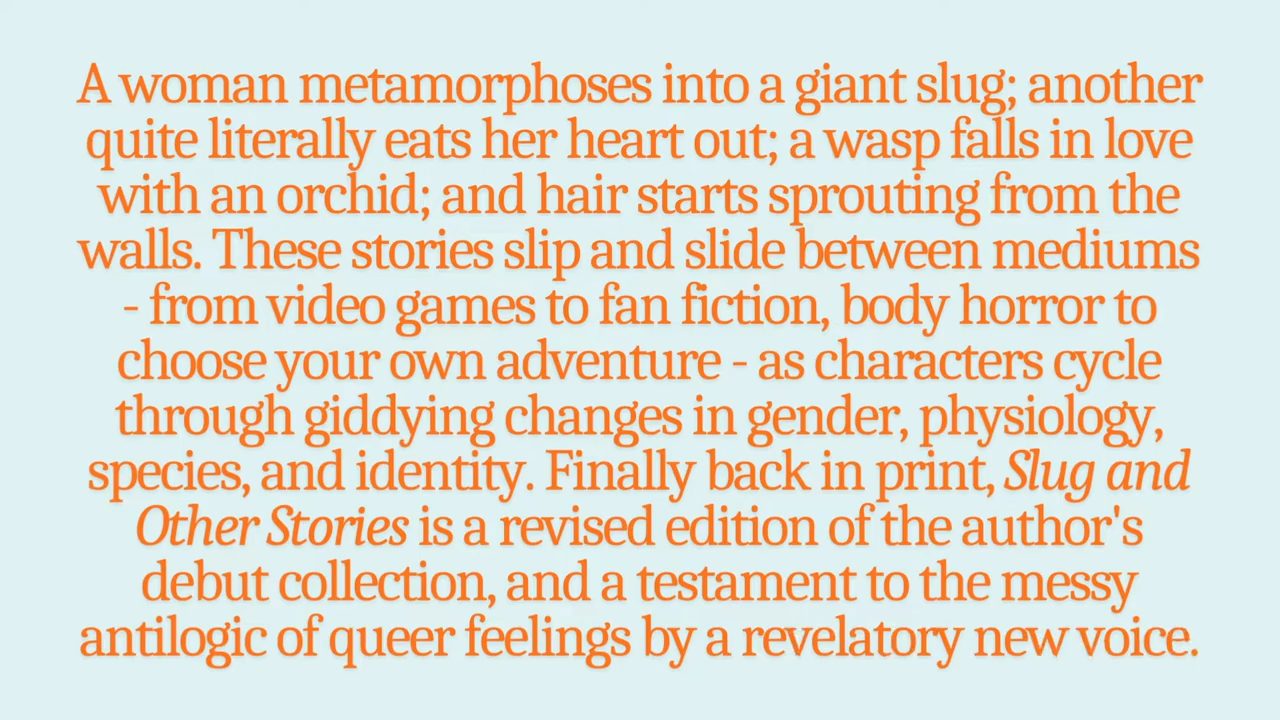 A woman metamorphoses into a giant slug; another
quite literally eats her heart out; a wasp falls in love
with an orchid; and hair starts sprouting from the
walls. These stories slip and slide between mediums
- from video games to fan fiction, body horror to
choose your own adventure - as characters cycle
through giddying changes in gender, physiology,
species, and identity. Finally back in print, Slug and
Other Stories is a revised edition of the author's
debut collection, and a testament to the messy
antilogic of queer feelings by a revelatory new voice.